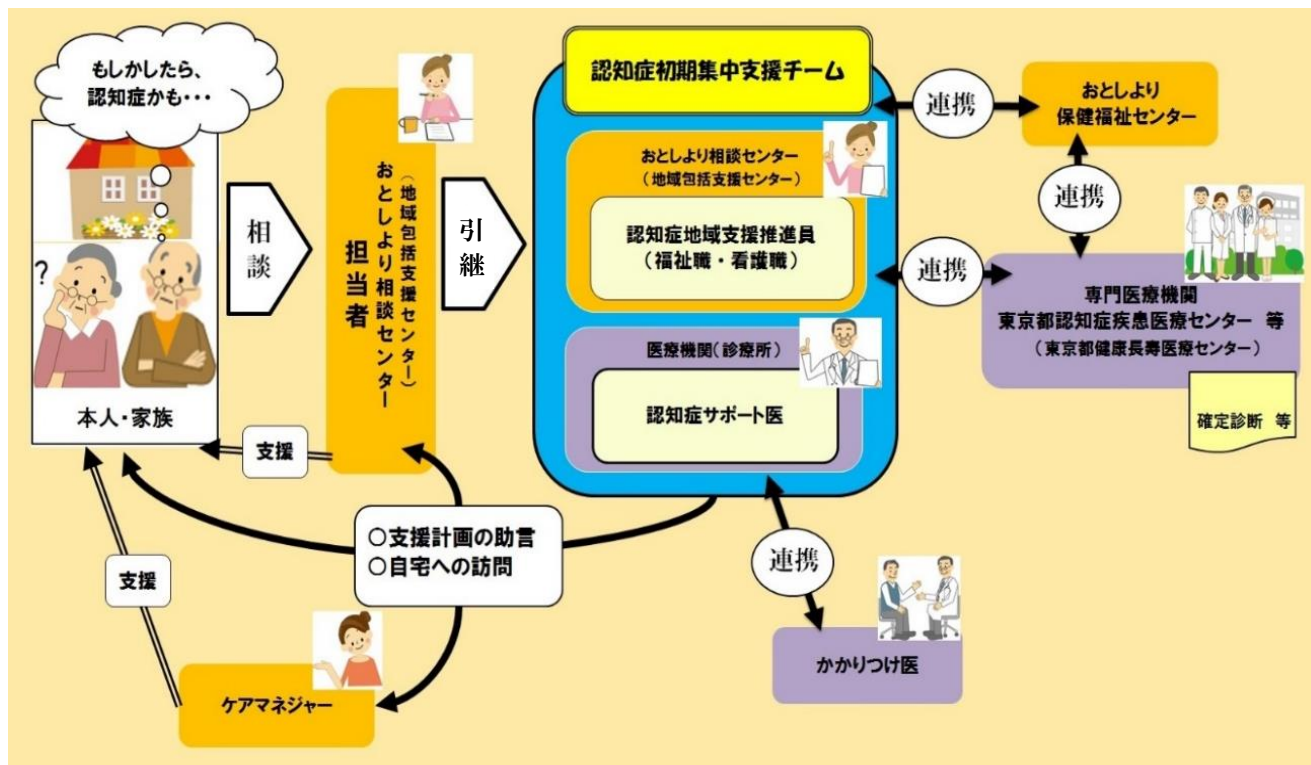 もしかしたら、
認知症かも・・・
?
本人・家族
相談
(地域包括支援センター)
おとしより相談センター
担当者
引継
認知症初期集中支援チーム
おとしより相談センター
(地域包括支援センター)
認知症地域支援推進員
(福祉職・看護職)
医療機関(診療所)
認知症サポート医
連携
おとしより
保健福祉センター
連携
連携
専門医療機関
東京都認知症疾患医療センター 等
(東京都健康長寿医療センター)
確定診断 等
支援
○支援計画の助言
○自宅への訪問
支援
連携
ケアマネジャー
かかりつけ医